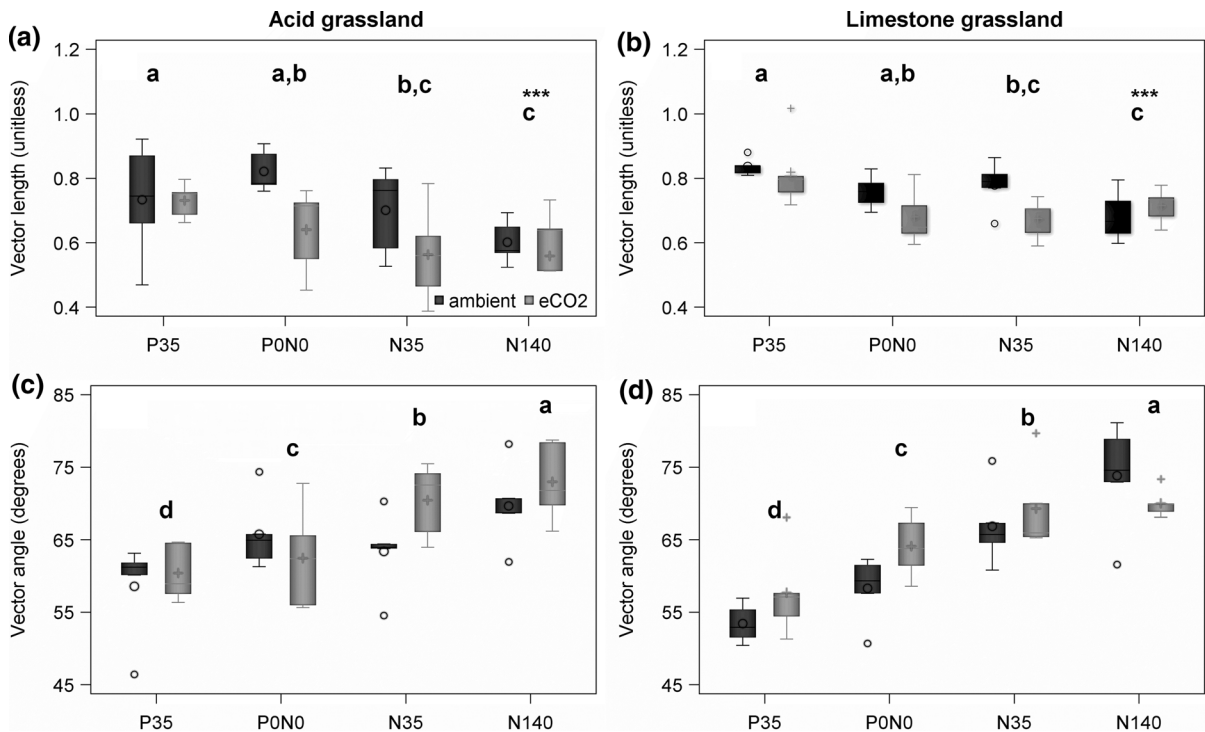 Acid grassland
Limestone grassland
(a)
Vector length (unitless)
1.2
1.0
0.8
0.6
0.4
a
a,b
b,c
***
c
ambient eCO2
P35 P0N0 N35 N140
(b)
Vector length (unitless)
1.2
1.0
0.8
0.6
0.4
a
a,b
b,c
***
c
P35 P0N0 N35 N140
(c)
Vector angle (degrees)
85
75
65
55
45
d
c
b
a
P35 P0N0 N35 N140
(d)
Vector angle (degrees)
85
75
65
55
45
d
c
b
a
P35 P0N0 N35 N140